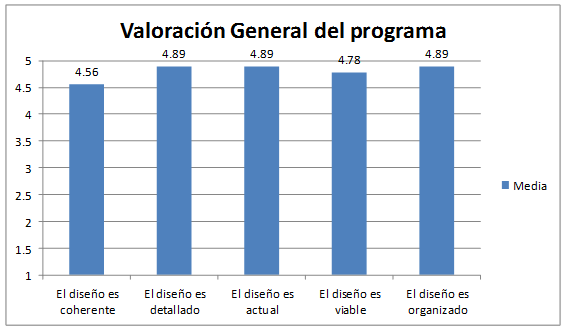 Valoración General del programa
5
4.5
4
3.5
3
2.5
2
1.5
1
4.56
4.89
4.89
4.78
4.89
El diseño es
coherente
El diseño es
detallado
El diseño es
actual
El diseño es
viable
El diseño es
organizado
Media